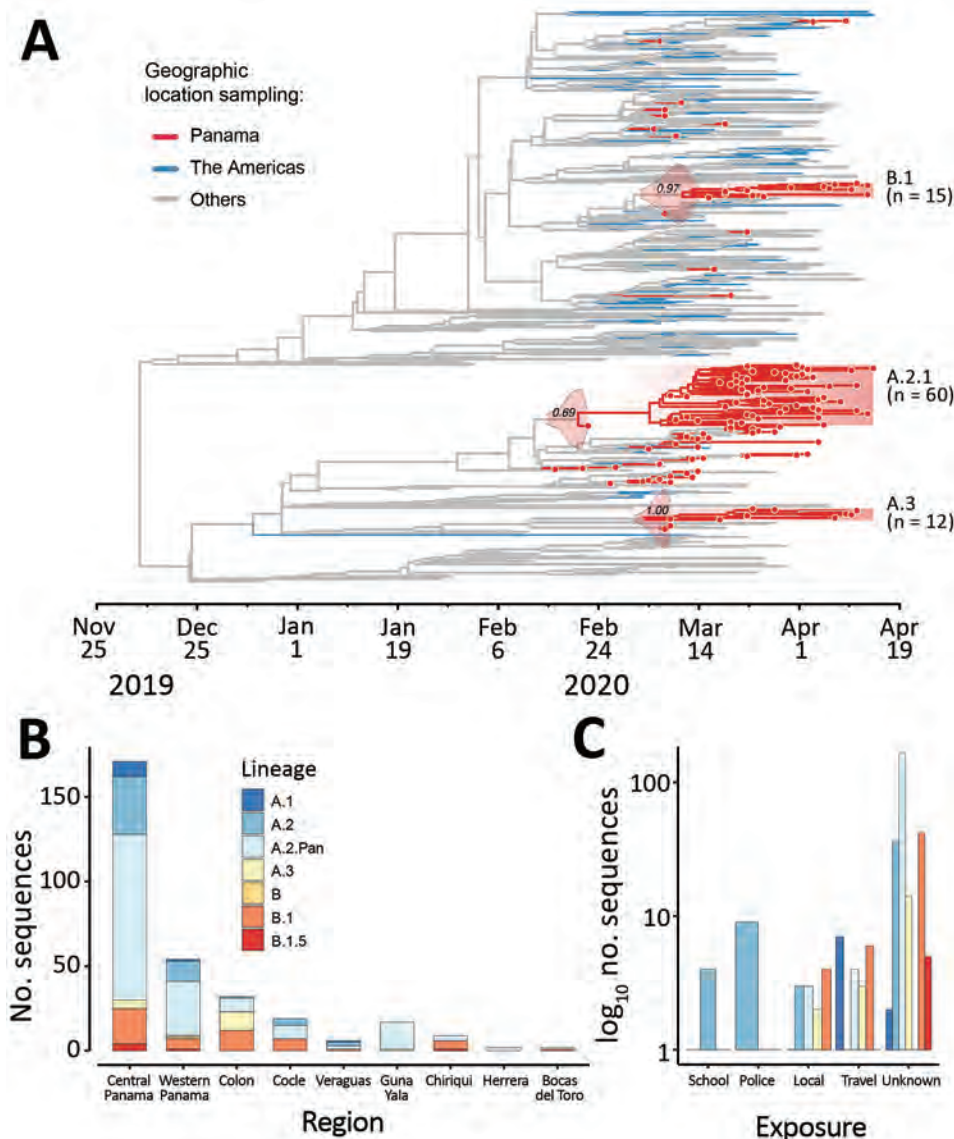 A
Geographic
location sampling:
Panama
The Americas
Others
0.97
B.1
(n = 15)
0.69
A.2.1
(n = 60)
1.00
A.3
(n = 12)
Nov Dec Jan Jan Feb Feb Mar Apr Apr
25 25 1 19 6 24 14 1 19
2019 2020
B
No. sequences
150
100
50
0
Lineage
A.1
A.2
A.2.Pan
A.3
B
B.1
B.1.5
Central Western Colon Cocle Veraguas Guna Chiriqui Herrera Bocas
Panama Panama Yala del Toro
Region
C
log10 no. sequences
100
10
1
School Police Local Travel Unknown
Exposure